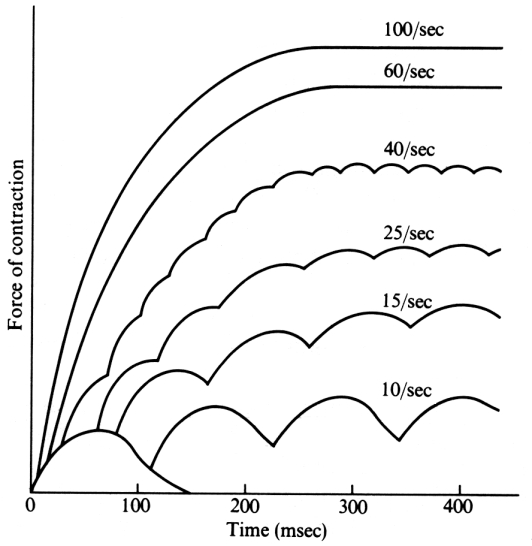 100/sec
60/sec
40/sec
25/sec
15/sec
10/sec
Force of contraction
0 100 200 300 400
Time (msec)